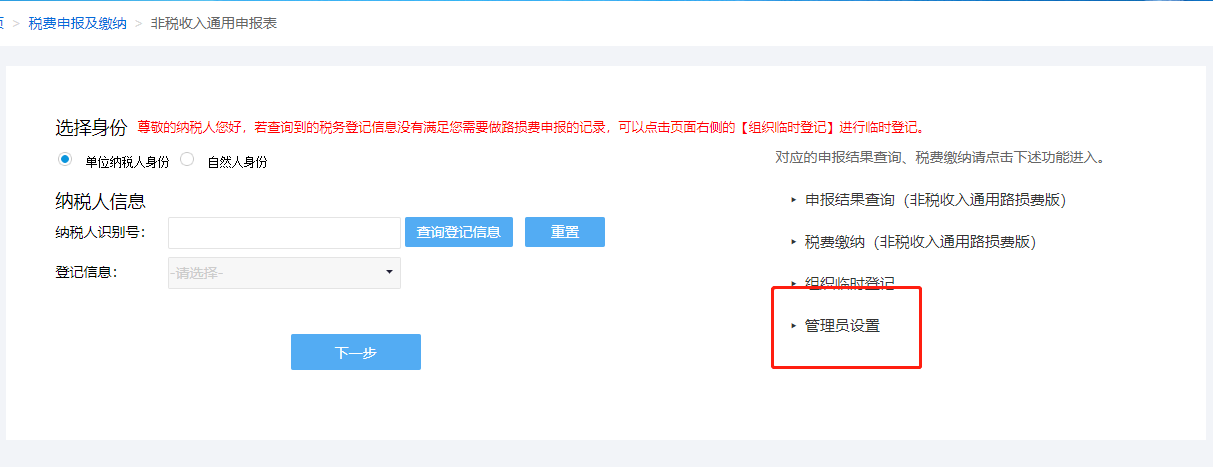 页 > 税费申报及缴纳 > 非税收入通用申报表
选择身份 尊敬的纳税人您好，若查询到的税务登记信息没有满足您需要做路损费申报的记录，可以点击页面右侧的【组织临时登记】进行临时登记。
单位纳税人身份 自然人身份
纳税人信息
纳税人识别号： 查询登记信息 重置
登记信息： -请选择-
下一步
对应的申报结果查询、税费缴纳请点击下述功能进入。
申报结果查询（非税收入通用路损费版）
税费缴纳（非税收入通用路损费版）
组织临时登记
管理员设置